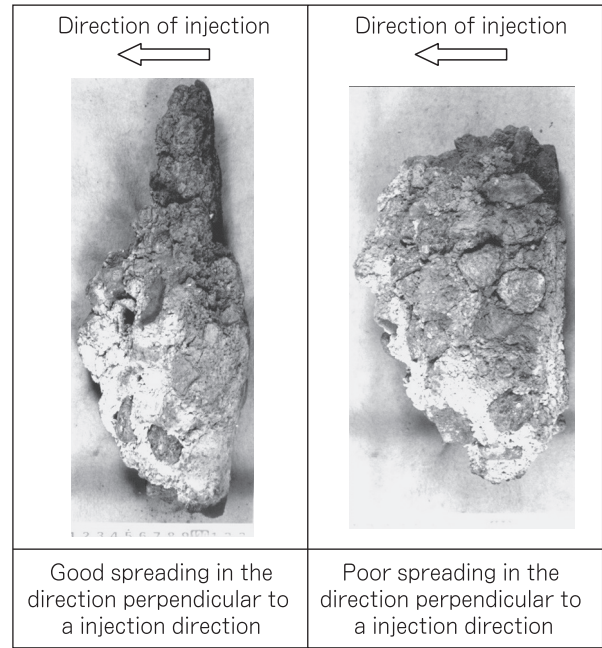 Direction of injection
Direction of injection
Good spreading in the
direction perpendicular to
a injection direction
Poor spreading in the
direction perpendicular to
a injection direction